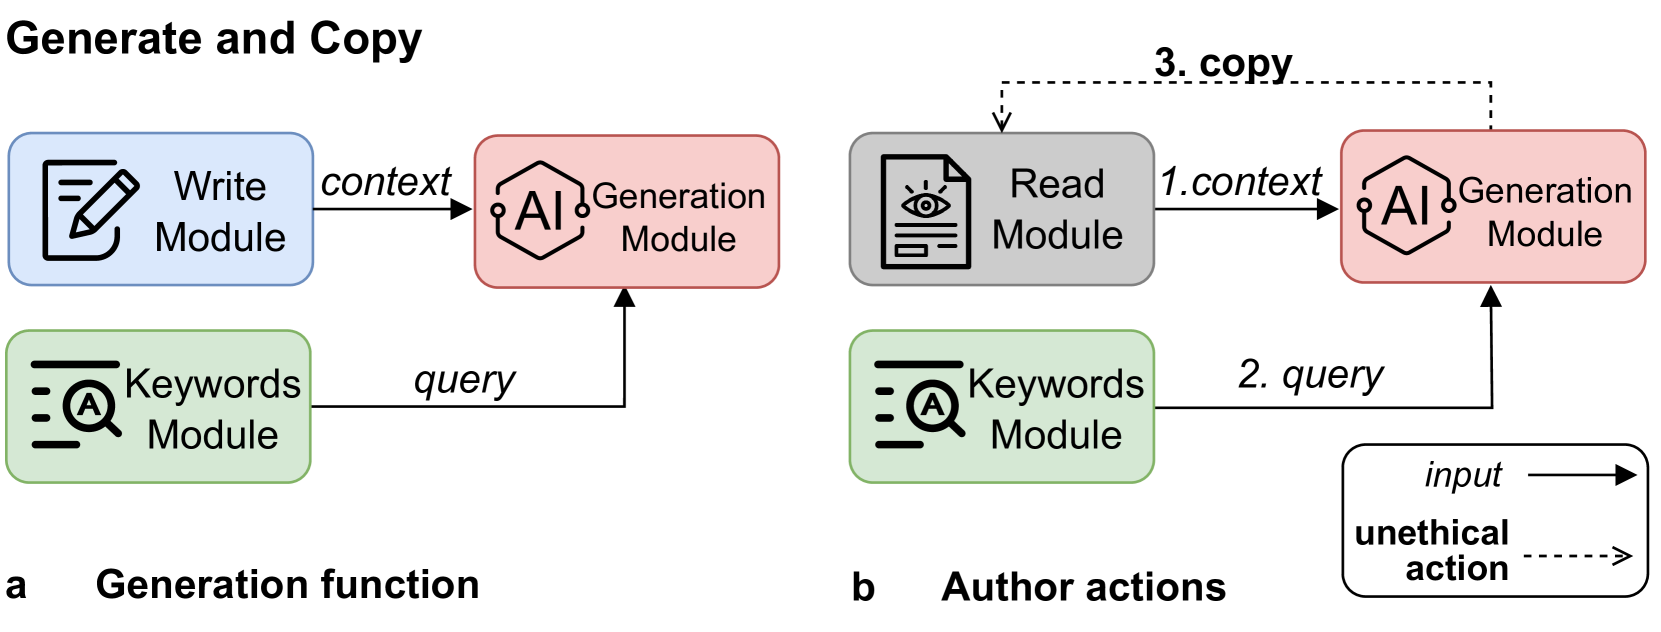 Generate and Copy
Write
Module
context
AI
Generation
Module
Keywords
Module
A
query
a Generation function
3. copy
Read
Module
1.context
AI
Generation
Module
Keywords
Module
A
2. query
input
unethical
action
b Author actions